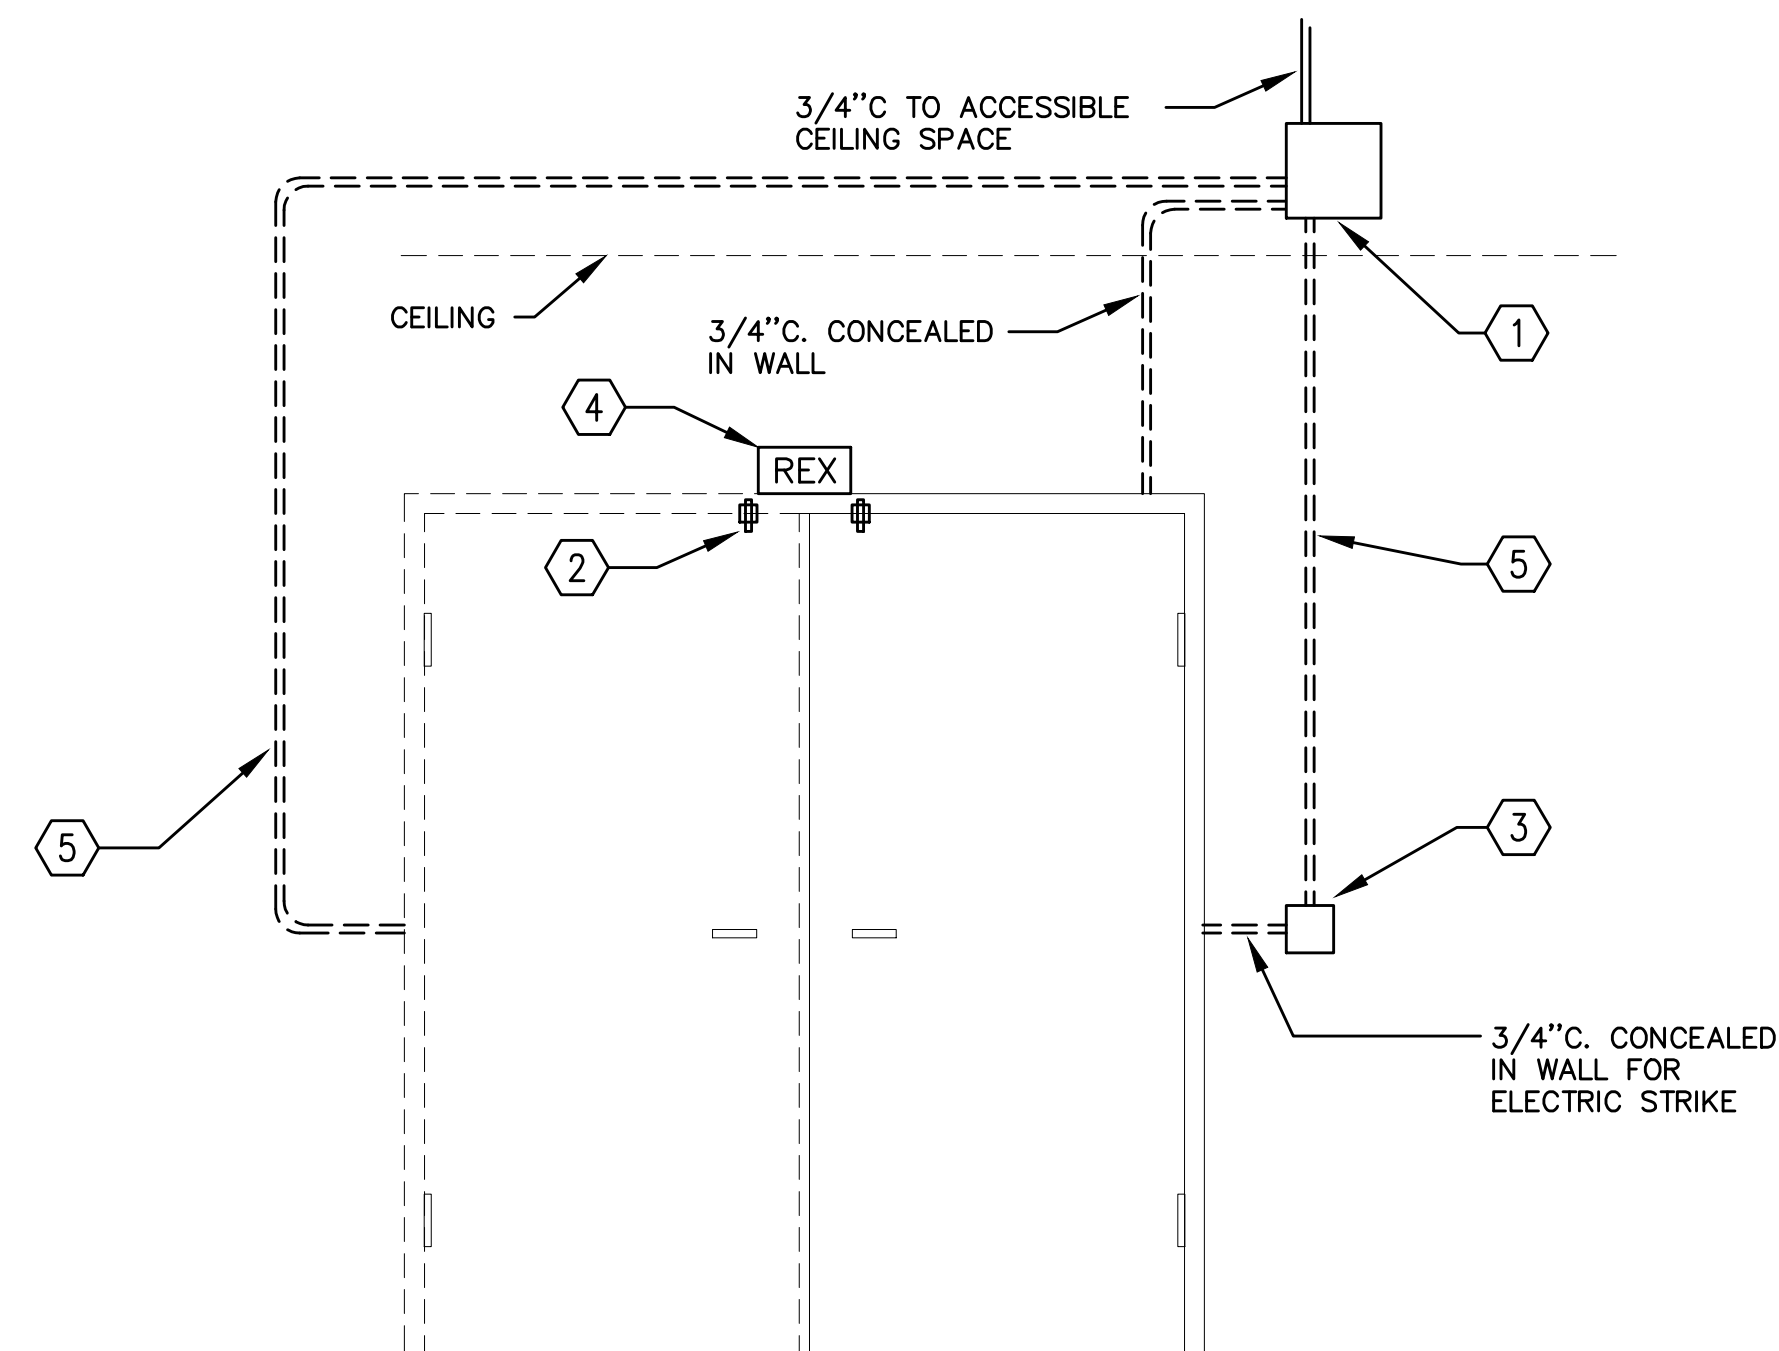 3/4"C TO ACCESSIBLE
CEILING SPACE
CEILING
3/4"C. CONCEALED
IN WALL
1
4
REX
2
5
5
3
3/4"C. CONCEALED
IN WALL FOR
ELECTRIC STRIKE